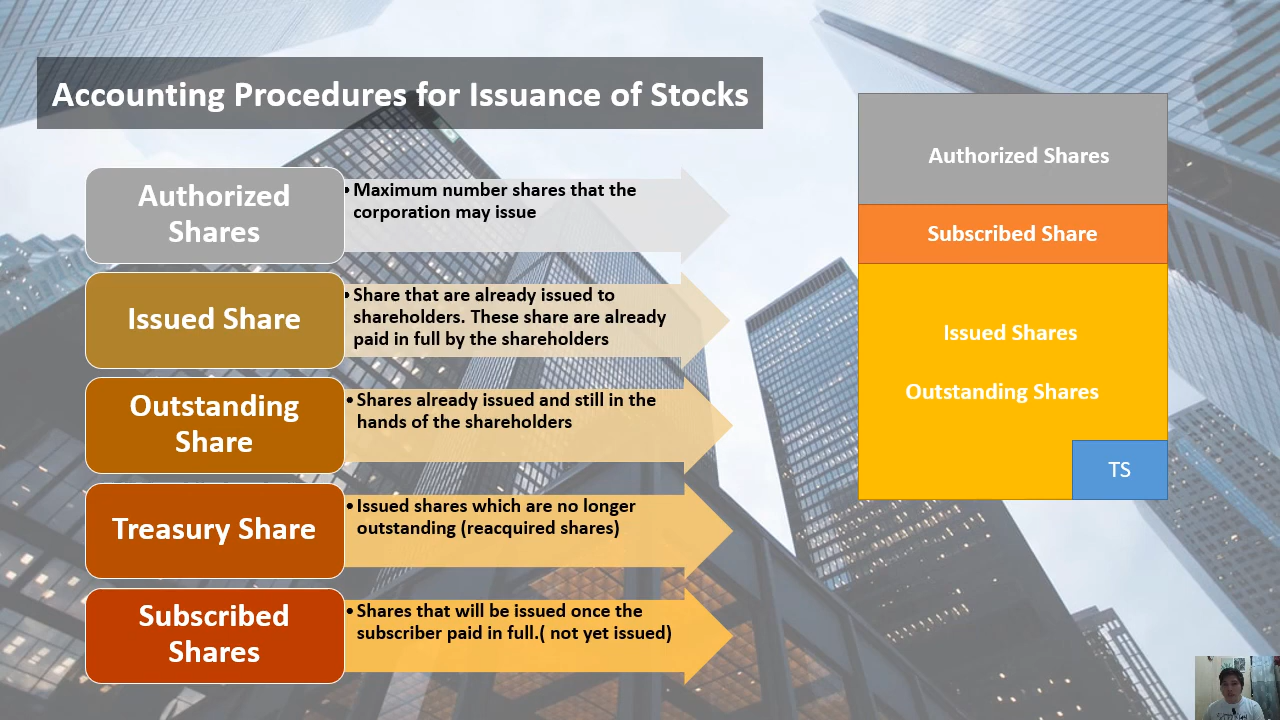 Accounting Procedures for Issuance of Stocks
Authorized
Shares
• Maximum number shares that the
corporation may issue
Issued Share
• Share that are already issued to
shareholders. These share are already
paid in full by the shareholders
Outstanding
Share
• Shares already issued and still in the
hands of the shareholders
Treasury Share
• Issued shares which are no longer
outstanding (reacquired shares)
Subscribed
Shares
• Shares that will be issued once the
subscriber paid in full.( not yet issued)
Authorized Shares
Subscribed Share
Issued Shares
Outstanding Shares
TS